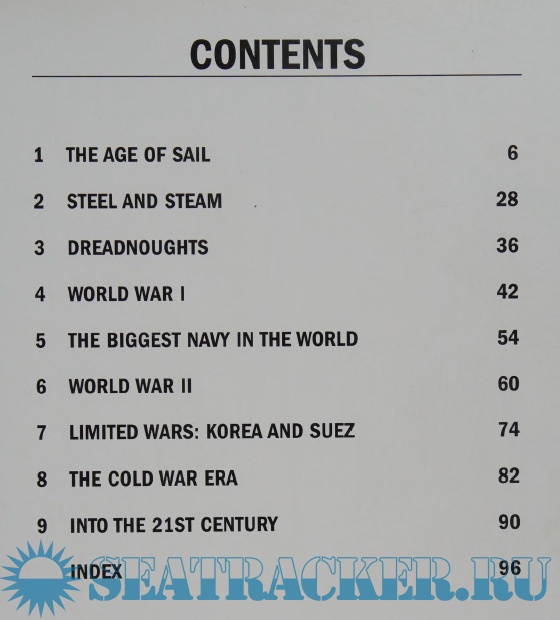 CONTENTS
1 THE AGE OF SAIL 6
2 STEEL AND STEAM 28
3 DREADNOUGHTS 36
4 WORLD WAR I 42
5 THE BIGGEST NAVY IN THE WORLD 54
6 WORLD WAR II 60
7 LIMITED WARS: KOREA AND SUEZ 74
8 THE COLD WAR ERA 82
9 INTO THE 21ST CENTURY 90
INDEX 96
SEATRACKER.RU